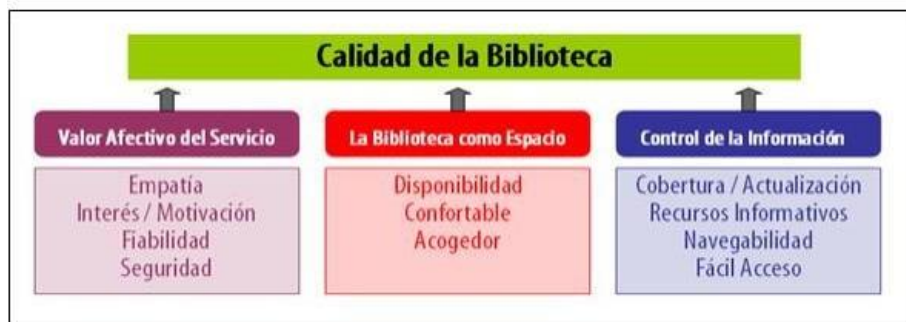 Calidad de la Biblioteca
Valor Afectivo del Servicio
Empatía
Interés / Motivación
Fiabilidad
Seguridad
La Biblioteca como Espacio
Disponibilidad
Confortable
Acogedor
Control de la Información
Cobertura / Actualización
Recursos Informativos
Navegabilidad
Fácil Acceso